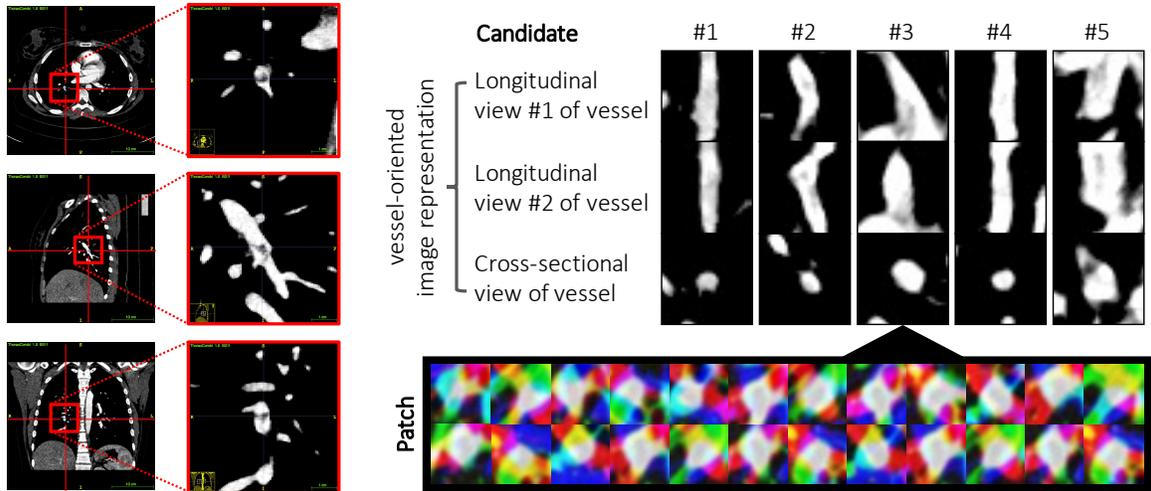 Candidate #1 #2 #3 #4 #5
vessel-oriented
image representation
Longitudinal
view #1 of vessel
Longitudinal
view #2 of vessel
Cross-sectional
view of vessel
Patch